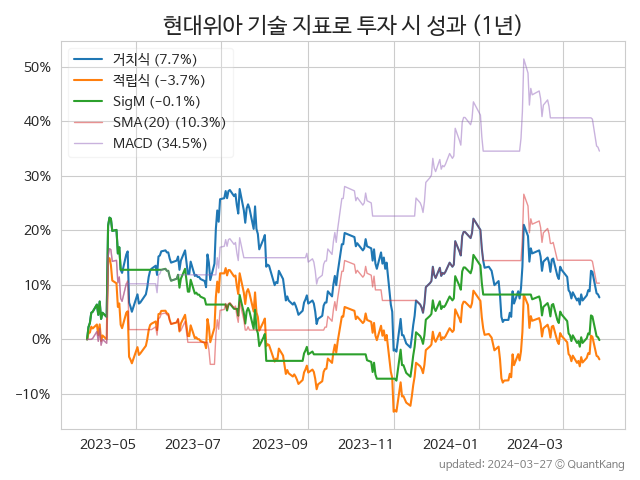 현대위아 기술 지표로 투자 시 성과 (1년)
거치식 (7.7%)
적립식 (−3.7%)
SigM (−0.1%)
SMA(20) (10.3%)
MACD (34.5%)
50%
40%
30%
20%
10%
0%
−10%
2023-05 2023-07 2023-09 2023-11 2024-01 2024-03
updated: 2024-03-27 © QuantKang